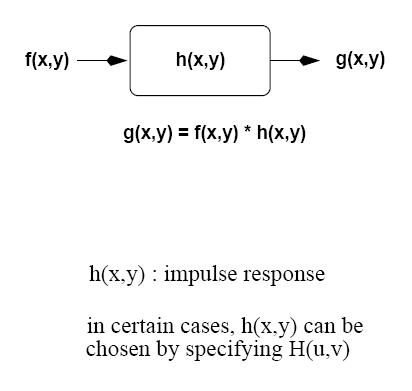 f(x,y) h(x,y) g(x,y)
g(x,y) = f(x,y) * h(x,y)
h(x,y) : impulse response
in certain cases, h(x,y) can be
chosen by specifying H(u,v)